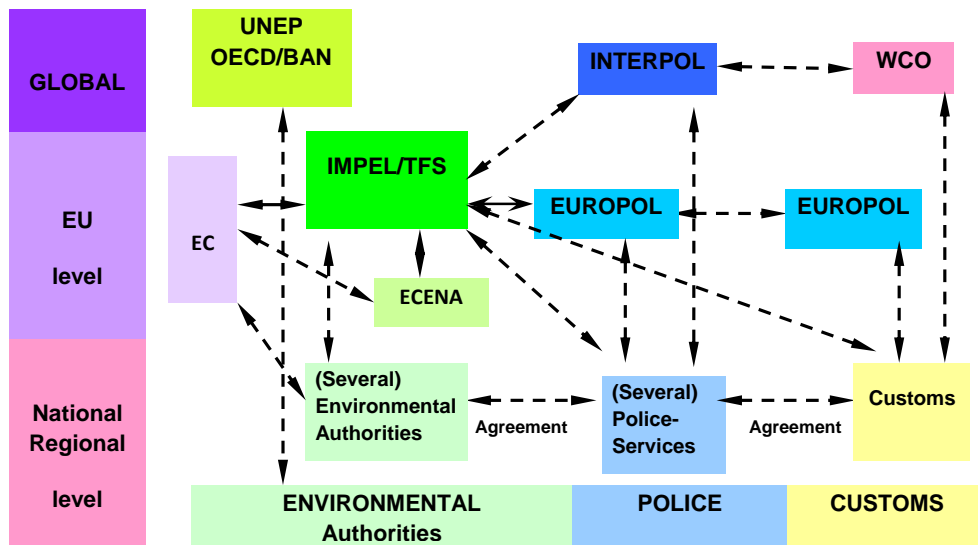 UNEP
OECD/BAN
GLOBAL
INTERPOL
WCO
IMPEL/TFS
EU
level
EC
EUROPOL
EUROPOL
ECENA
National
Regional
level
(Several)
Environmental
Authorities
Agreement
(Several)
Police-
Services
Agreement
Customs
ENVIRONMENTAL
Authorities
POLICE
CUSTOMS